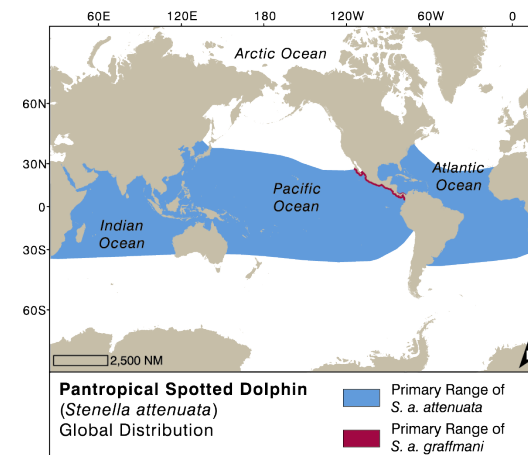 60E 120E 180 120W 60W 0
Arctic Ocean
60N
30N
Atlantic
Ocean
Pacific
Ocean
0
Indian
Ocean
30S
60S
2,500 NM
Pantropical Spotted Dolphin
(Stenella attenuata)
Global Distribution
Primary Range of
S. a. attenuata
Primary Range of
S. a. graffmani